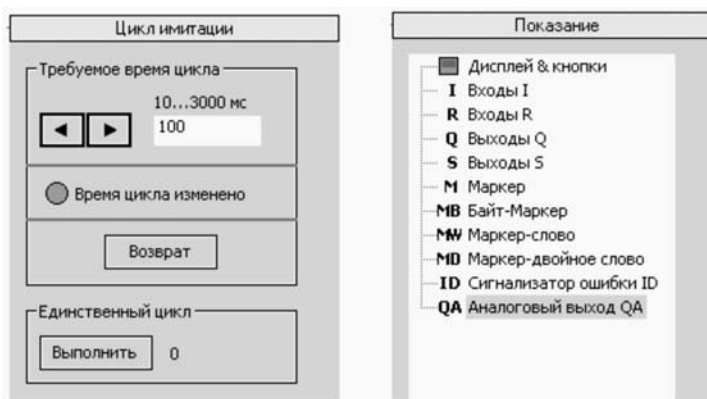 Цикл имитации
Требуемое время цикла
10...3000 мс
100
Время цикла изменено
Возврат
Единственный цикл
Выполнить 0
Показание
Дисплей & кнопки
I Входы I
R Входы R
Q Выходы Q
S Выходы S
M Маркер
MB Байт-Маркер
MW Маркер-слово
MD Маркер-двойное слово
ID Сигнализатор ошибки ID
QA Аналоговый выход QA